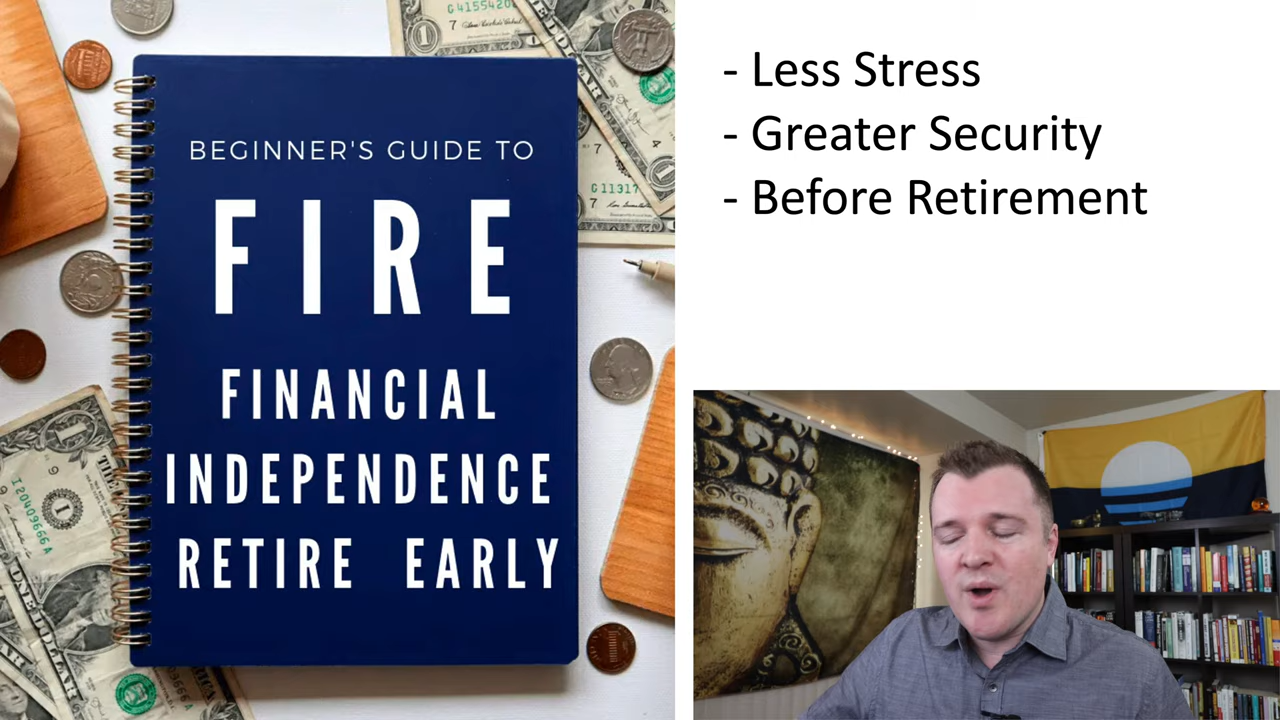 BEGINNER'S GUIDE TO
FIRE
FINANCIAL
INDEPENDENCE
RETIRE EARLY
- Less Stress
- Greater Security
- Before Retirement